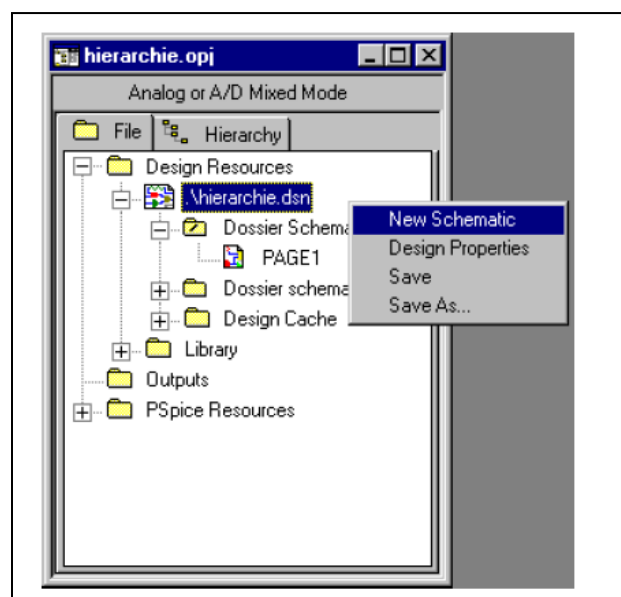 hierarchie.opj
Analog or A/D Mixed Mode
File Hierarchy
Design Resources
.\hierarchie.dsn
Dossier Schema
PAGE1
Dossier schema
Design Cache
Library
Outputs
PSpice Resources
New Schematic
Design Properties
Save
Save As...